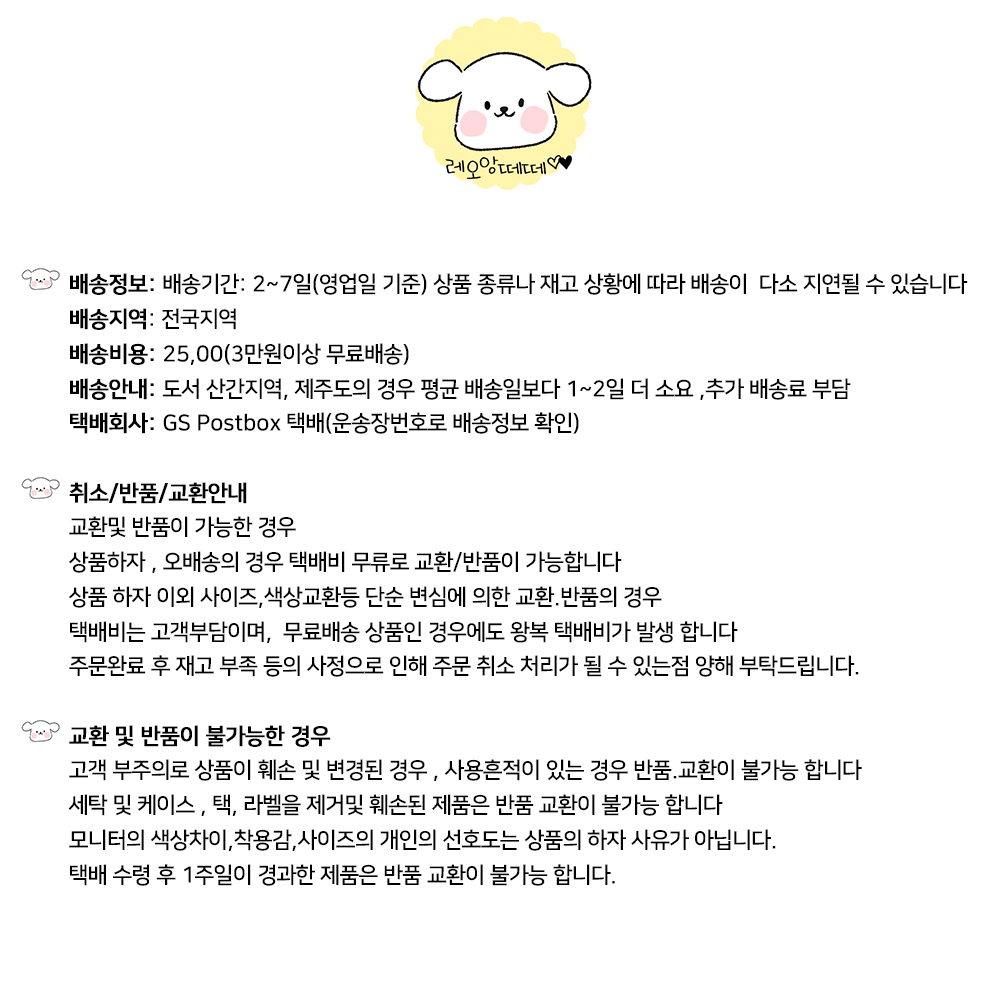 레오앙떼떼
배송정보: 배송기간: 2~7일(영업일 기준) 상품 종류나 재고 상황에 따라 배송이 다소 지연될 수 있습니다
배송지역: 전국지역
배송비용: 25,00(3만원이상 무료배송)
배송안내: 도서 산간지역, 제주도의 경우 평균 배송일보다 1~2일 더 소요 ,추가 배송료 부담
택배회사: GS Postbox 택배(운송장번호로 배송정보 확인)
취소/반품/교환안내
교환및 반품이 가능한 경우
상품하자 , 오배송의 경우 택배비 무류로 교환/반품이 가능합니다
상품 하자 이외 사이즈,색상교환등 단순 변심에 의한 교환.반품의 경우
택배비는 고객부담이며, 무료배송 상품인 경우에도 왕복 택배비가 발생 합니다
주문완료 후 재고 부족 등의 사정으로 인해 주문 취소 처리가 될 수 있는점 양해 부탁드립니다.
교환 및 반품이 불가능한 경우
고객 부주의로 상품이 훼손 및 변경된 경우 , 사용흔적이 있는 경우 반품.교환이 불가능 합니다
세탁 및 케이스 , 택, 라벨을 제거및 훼손된 제품은 반품 교환이 불가능 합니다
모니터의 색상차이,착용감,사이즈의 개인의 선호도는 상품의 하자 사유가 아닙니다.
택배 수령 후 1주일이 경과한 제품은 반품 교환이 불가능 합니다.